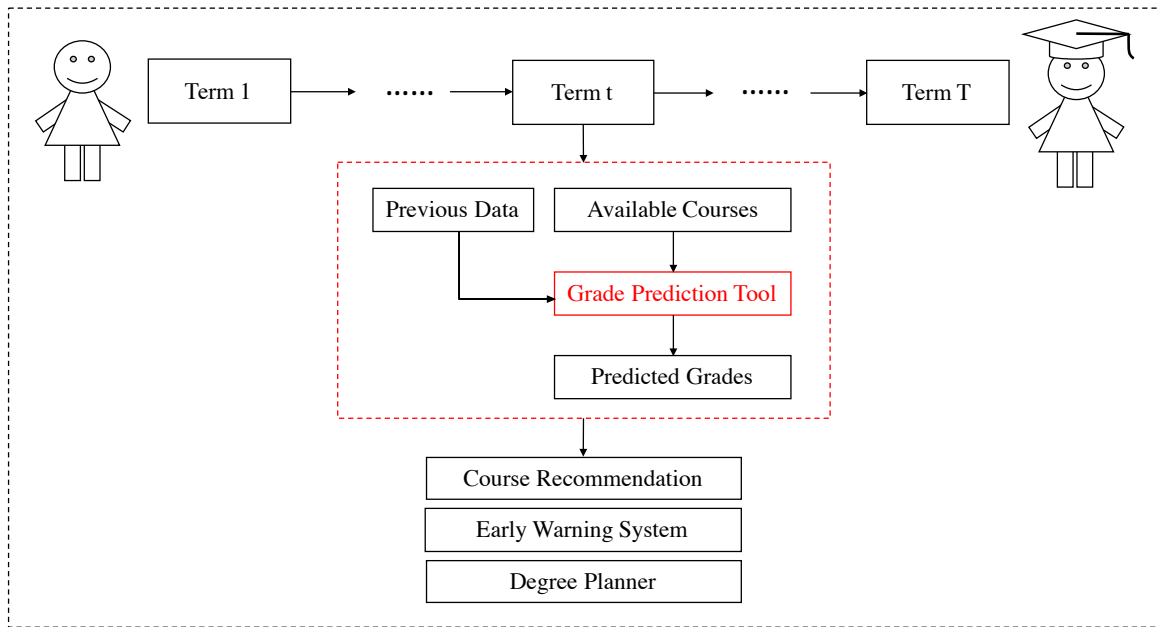 Term 1
......
Term t
......
Term T
Previous Data
Available Courses
Grade Prediction Tool
Predicted Grades
Course Recommendation
Early Warning System
Degree Planner